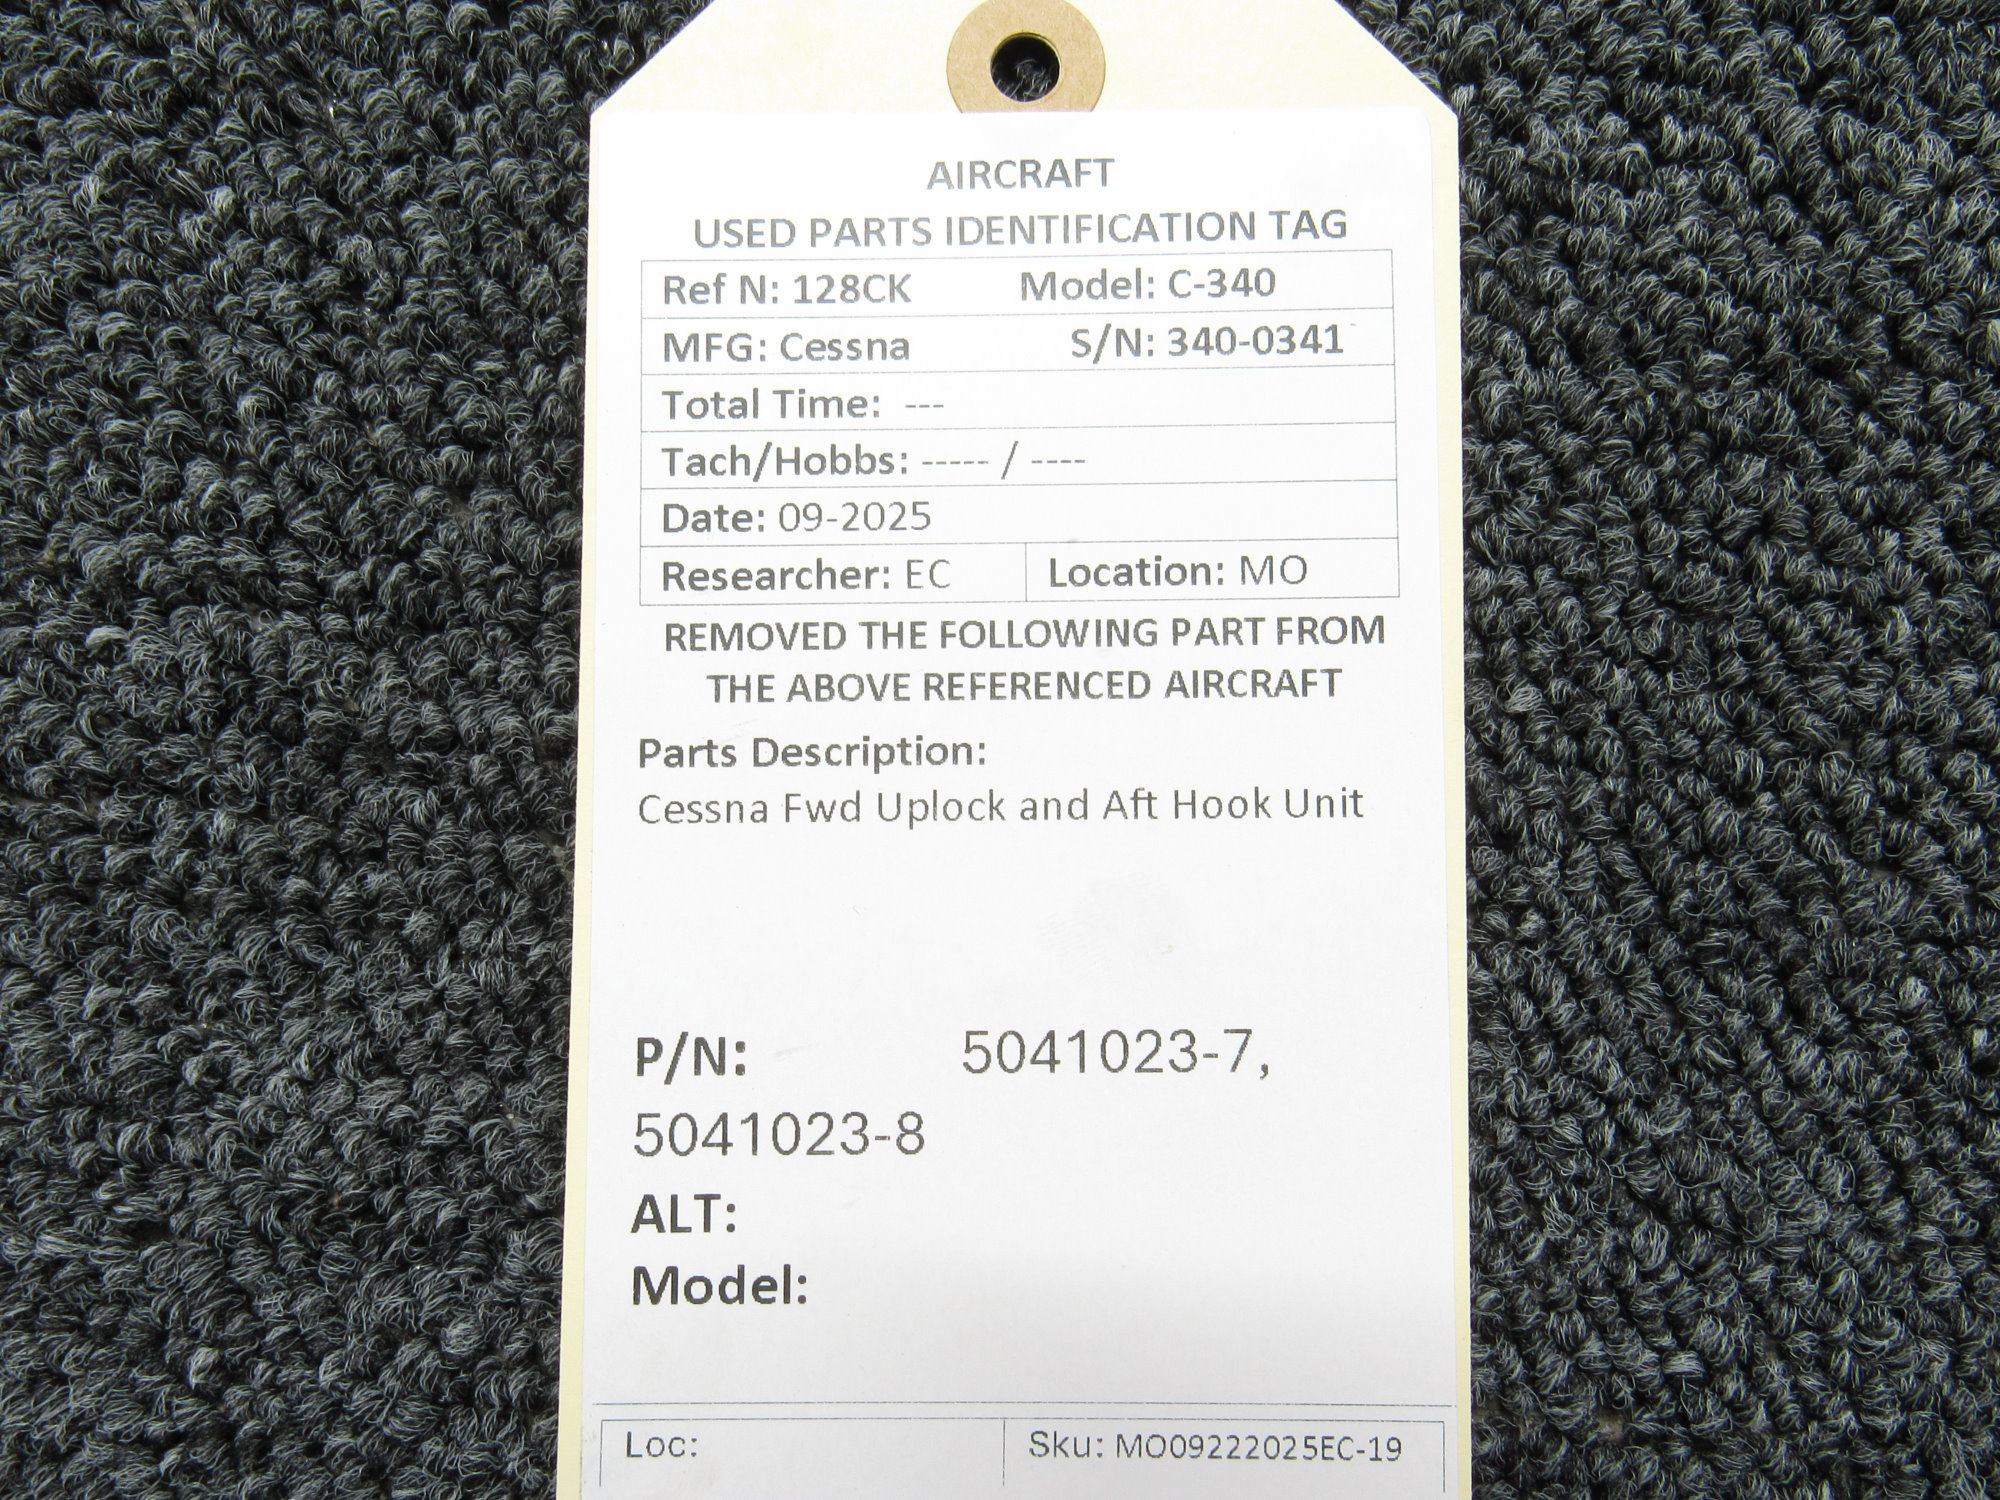 AIRCRAFT
USED PARTS IDENTIFICATION TAG
Ref N: 128CK Model: C-340
MFG: Cessna S/N: 340-0341
Total Time: ---
Tach/Hobbs: ----- / ----
Date: 09-2025
Researcher: EC Location: MO
REMOVED THE FOLLOWING PART FROM
THE ABOVE REFERENCED AIRCRAFT
Parts Description:
Cessna Fwd Uplock and Aft Hook Unit
P/N: 5041023-7,
5041023-8
ALT:
Model:
Loc: Sku: MO09222025EC-19